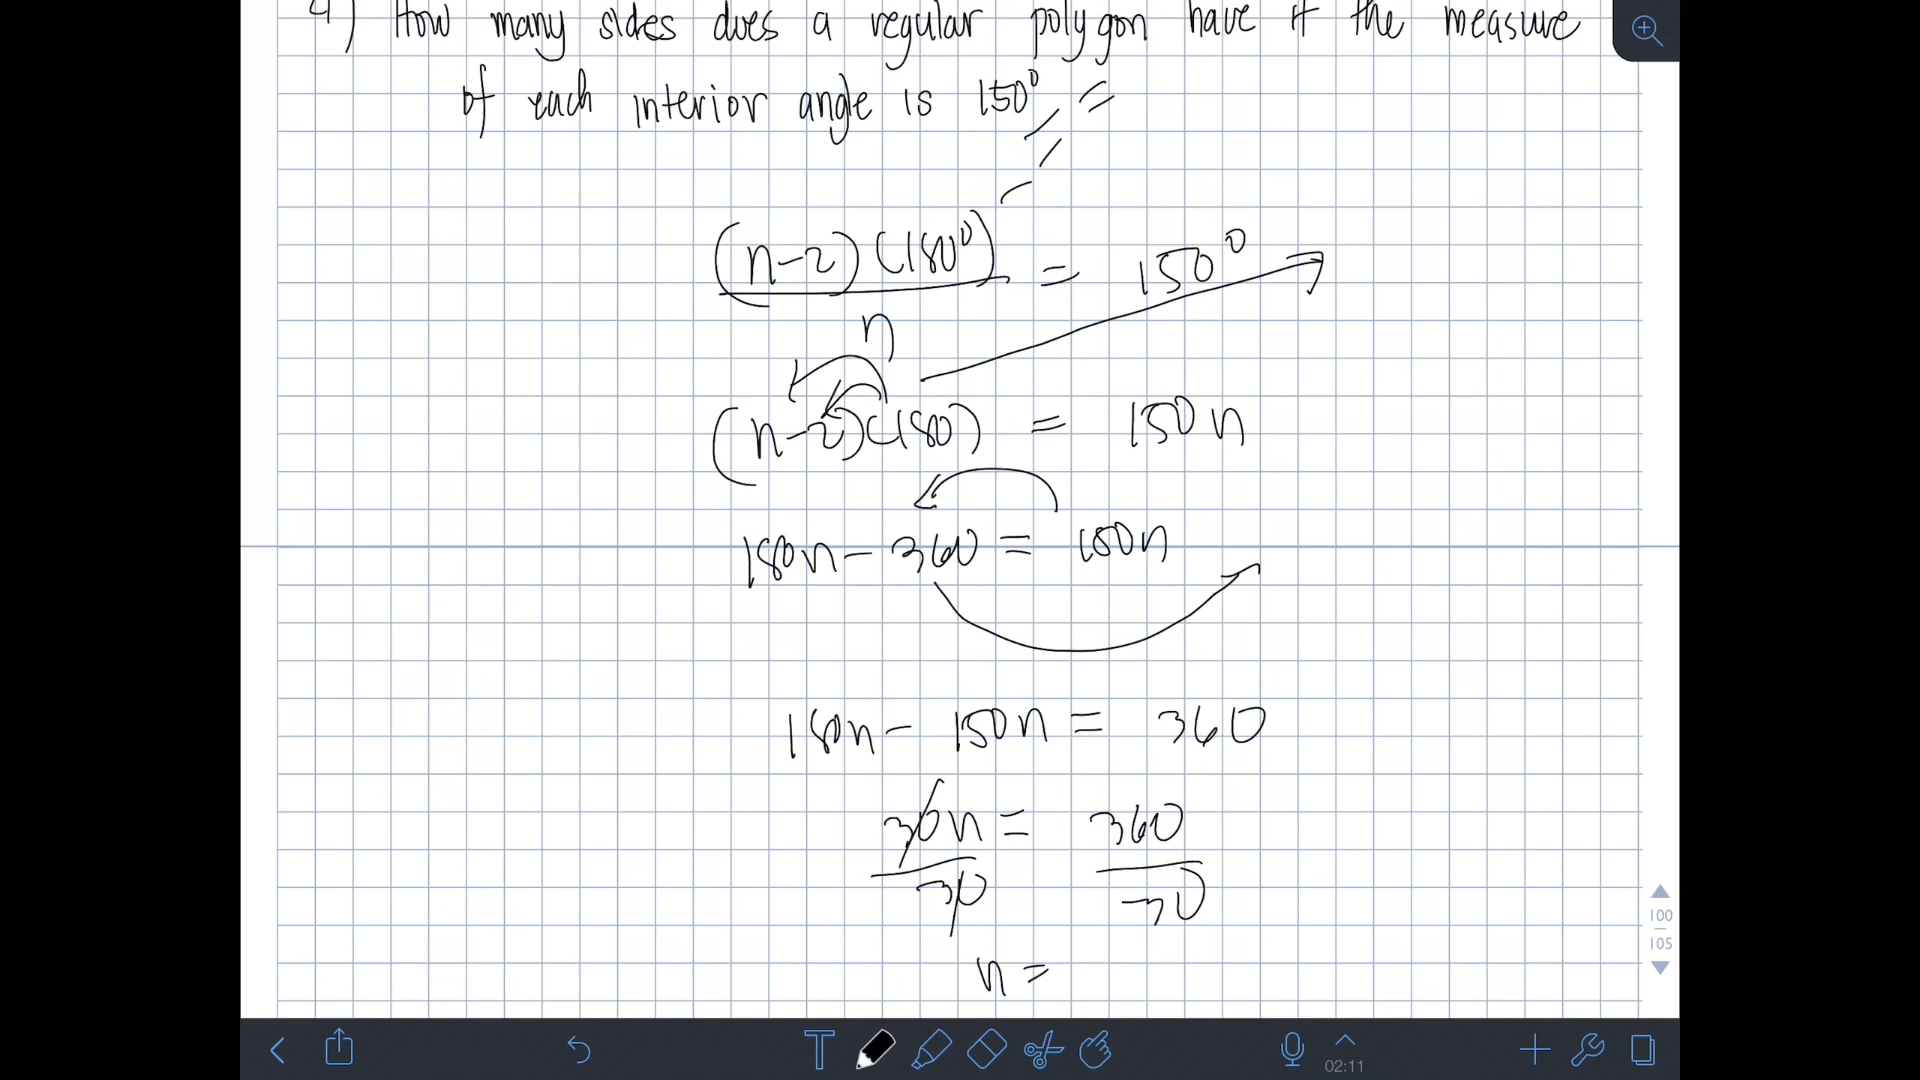 4) How many sides does a regular polygon have if the measure
of each interior angle is 150° =
(n-2)(180°) = 150°
n
(n-2)(180) = 150n
180n - 360 = 150n
180n - 150n = 360
30n = 360
30 30
n =
100
105
T
02:11